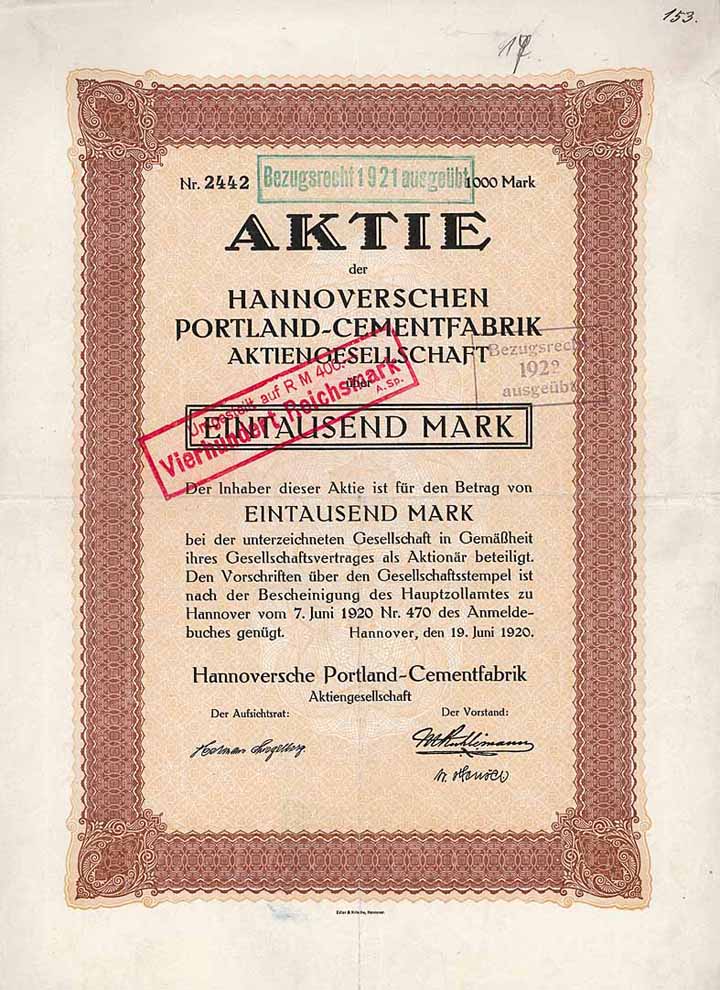 153.
17
Nr. 2442 Bezugsrecht 1921 ausgeübt 1000 Mark
AKTIE
der
HANNOVERSCHEN
PORTLAND-CEMENTFABRIK
AKTIENGESELLSCHAFT
Bezugsrecht
1922
ausgeübt
über
Umgestellt auf R.M 400.-
Vierhundert Reichsmark
A.Sp.
EINTAUSEND MARK
Der Inhaber dieser Aktie ist für den Betrag von
EINTAUSEND MARK
bei der unterzeichneten Gesellschaft in Gemäßheit
ihres Gesellschaftsvertrages als Aktionär beteiligt.
Den Vorschriften über den Gesellschaftsstempel ist
nach der Bescheinigung des Hauptzollamtes zu
Hannover vom 7. Juni 1920 Nr. 470 des Anmelde-
buches genügt. Hannover, den 19. Juni 1920.
Hannoversche Portland-Cementfabrik
Aktiengesellschaft
Der Aufsichtsrat: Der Vorstand: